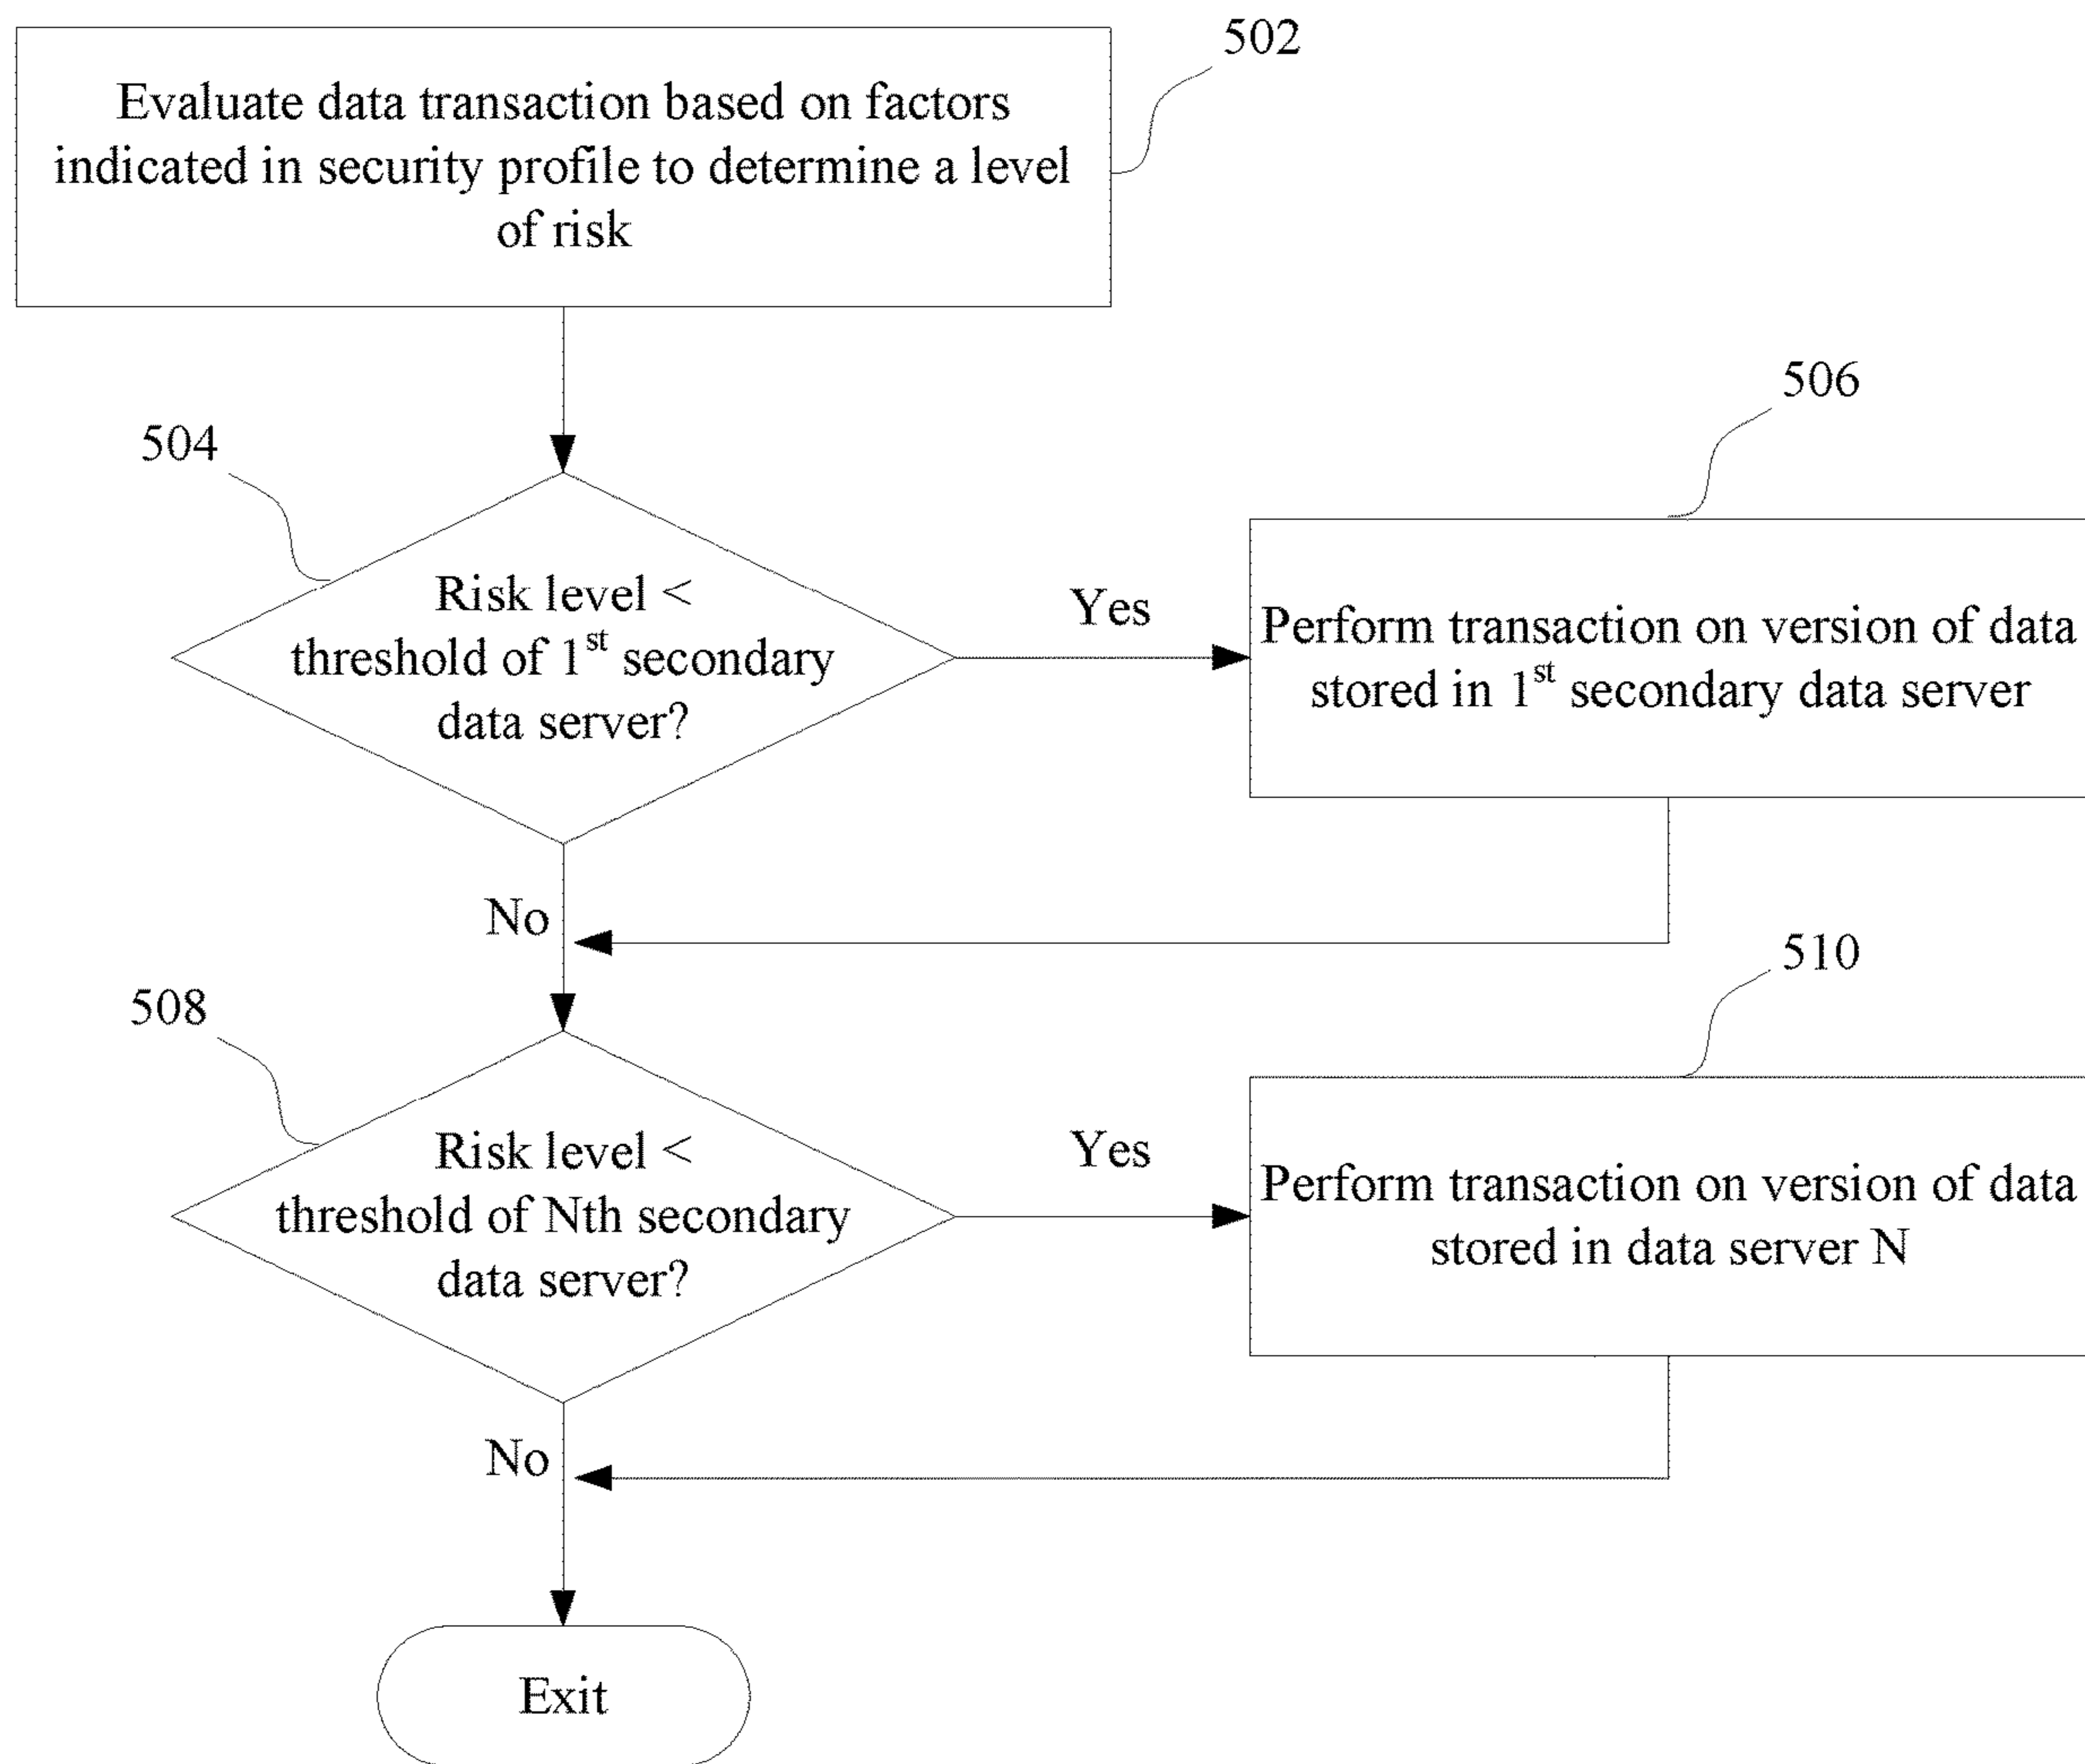 502
Evaluate data transaction based on factors
indicated in security profile to determine a level
of risk
504
506
Risk level <
threshold of 1st secondary
data server?
Yes
Perform transaction on version of data
stored in 1st secondary data server
No
508
510
Risk level <
threshold of Nth secondary
data server?
Yes
Perform transaction on version of data
stored in data server N
No
Exit